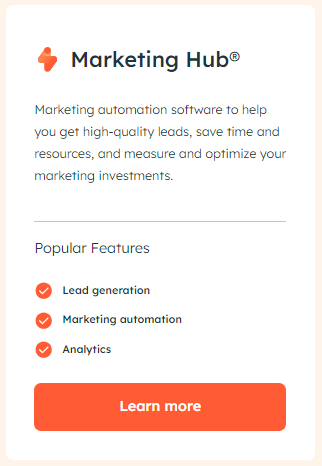 Marketing Hub®
Marketing automation software to help
you get high-quality leads, save time and
resources, and measure and optimize your
marketing investments.
Popular Features
Lead generation
Marketing automation
Analytics
Learn more